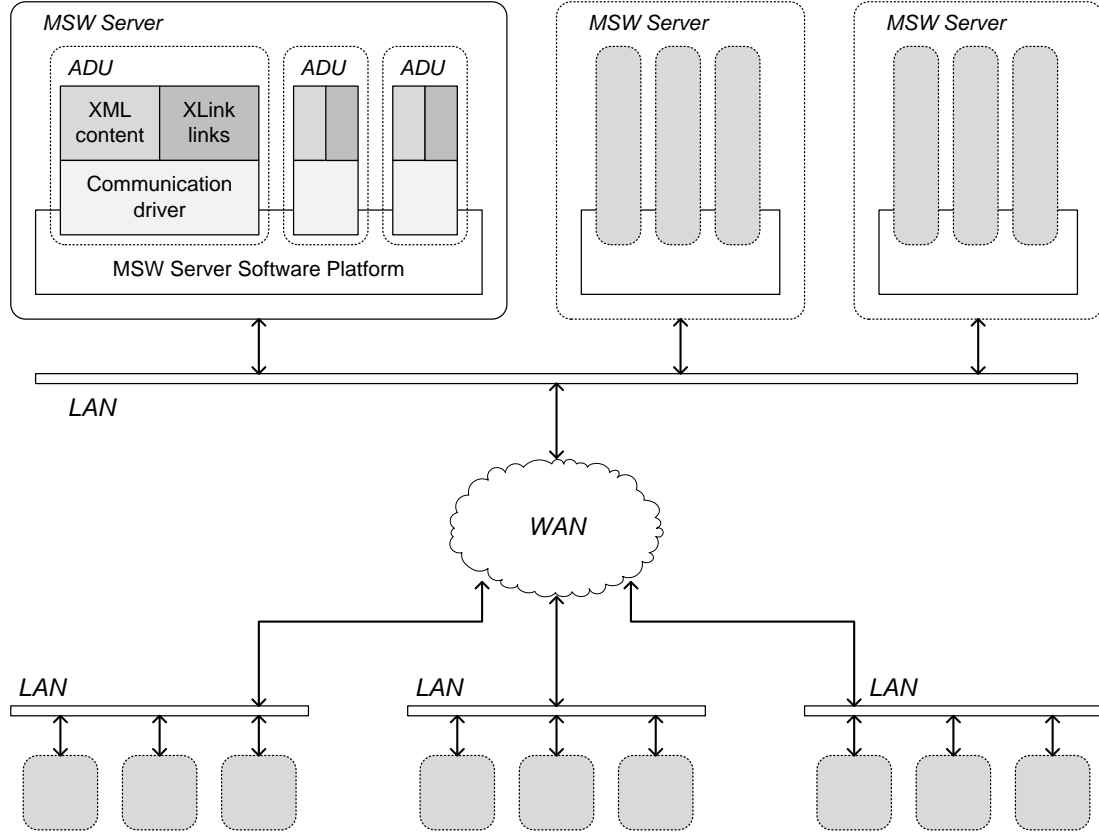 MSW Server
MSW Server
MSW Server
ADU
ADU
ADU
XML
content
XLink
links
Communication
driver
MSW Server Software Platform
LAN
WAN
LAN
LAN
LAN